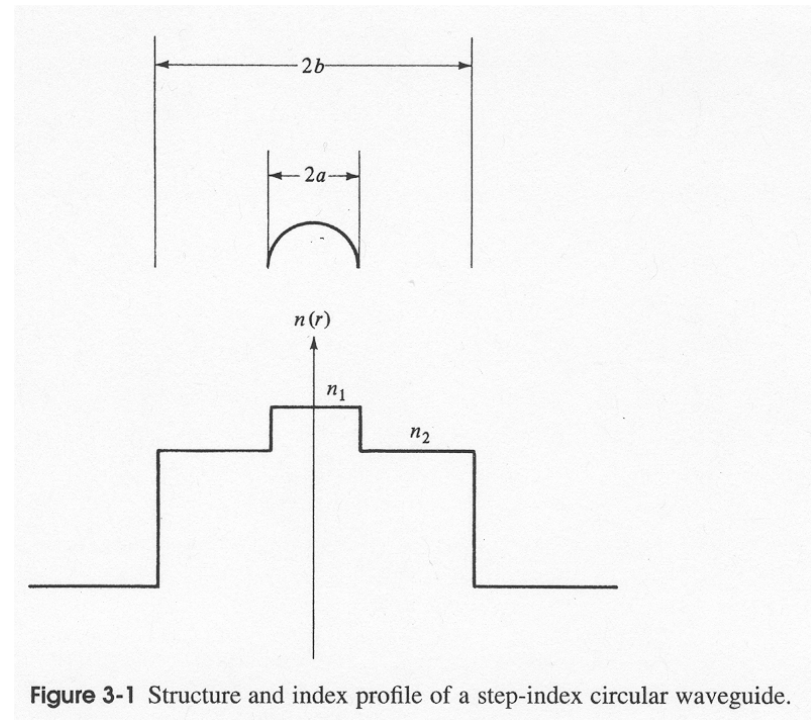 2b
2a
n(r)
n₁
n₂
Figure 3-1 Structure and index profile of a step-index circular waveguide.